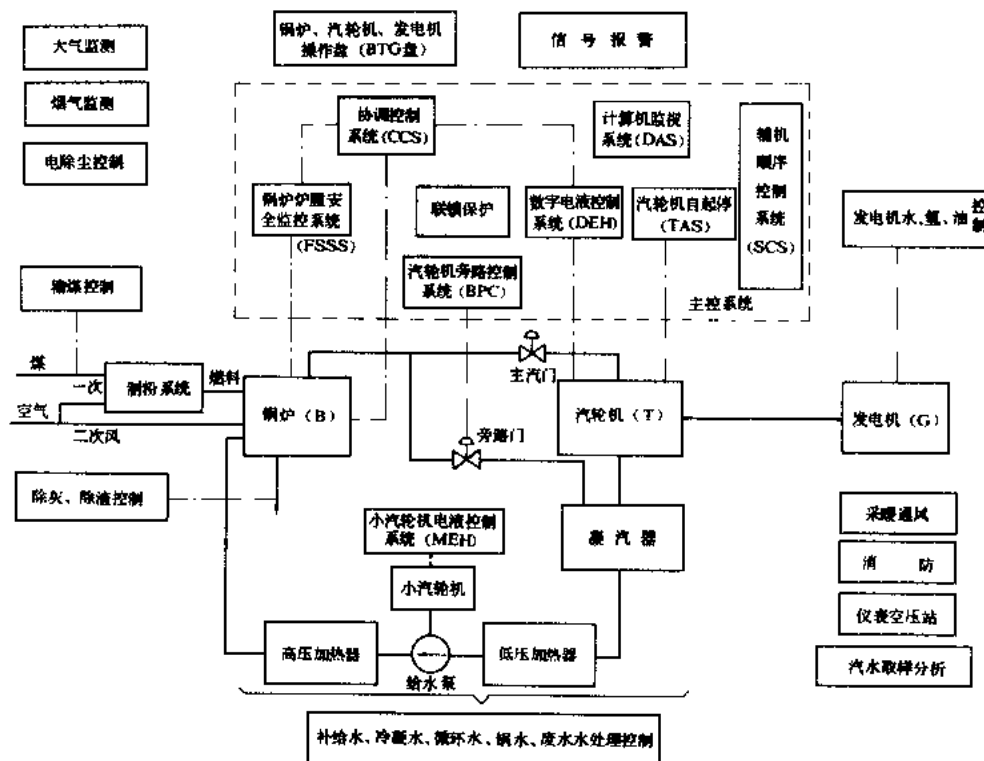 大气监测
烟气监测
电除尘控制
锅炉、汽轮机、发电机
操作盘(BTG盘)
信号报警
协调控制
系统(CCS)
计算机监视
系统(DAS)
辅机
顺序
控制
系统
(SCS)
锅炉炉膛安
全监控系统
(FSSS)
联锁保护
数字电液控制
系统(DEH)
汽轮机自起停
(TAS)
发电机水、氢、油控制
汽轮机旁路控制
系统(BPC)
主控系统
输煤控制
煤
一次
制粉系统
燃料
空气
二次风
锅炉(B)
主汽门
旁路门
汽轮机(T)
发电机(G)
除灰、除渣控制
小汽轮机电液控制
系统(MEH)
小汽轮机
凝汽器
高压加热器
给水泵
低压加热器
采暖通风
消防
仪表空压站
汽水取样分析
补给水、冷凝水、循环水、锅水、废水水处理控制